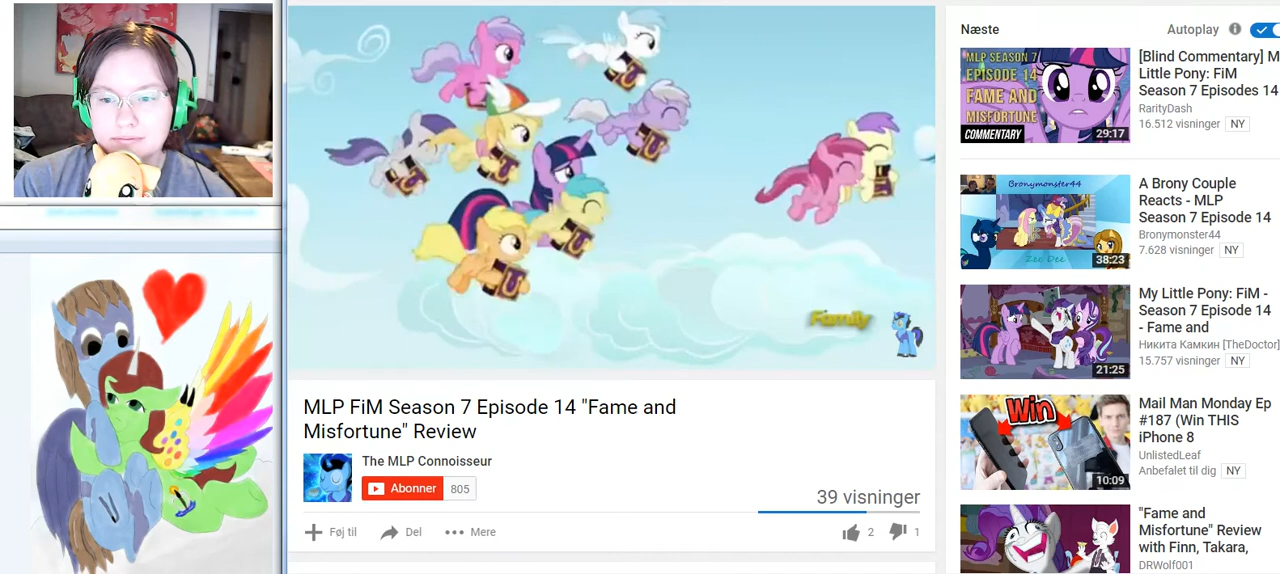 Family
MLP FiM Season 7 Episode 14 "Fame and
Misfortune" Review
The MLP Connoisseur
Abonner 805
39 visninger
Føj til Del Mere 2 1
Næste Autoplay
MLP SEASON 7
EPISODE 14
FAME AND
MISFORTUNE
COMMENTARY
29:17
[Blind Commentary] M
Little Pony: FiM
Season 7 Episodes 14
RarityDash
16.512 visninger NY
Bronymonster44
Zee Dee
38:23
A Brony Couple
Reacts - MLP
Season 7 Episode 14
Bronymonster44
7.628 visninger NY
21:25
My Little Pony: FiM -
Season 7 Episode 14
- Fame and
Никита Камкин [TheDoctor]
15.757 visninger NY
Win
10:09
Mail Man Monday Ep
#187 (Win THIS
iPhone 8
UnlistedLeaf
Anbefalet til dig NY
"Fame and
Misfortune" Review
with Finn, Takara,
DRWolf001